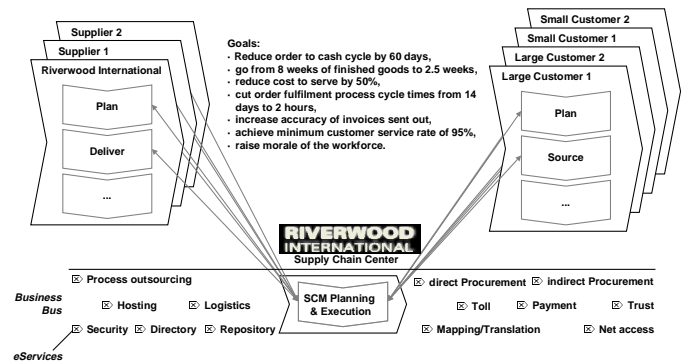 Supplier 2
Supplier 1
Riverwood International
Plan
Deliver
...
Goals:
- Reduce order to cash cycle by 60 days,
- go from 8 weeks of finished goods to 2.5 weeks,
- reduce cost to serve by 50%,
- cut order fulfilment process cycle times from 14
days to 2 hours,
- increase accuracy of invoices sent out,
- achieve minimum customer service rate of 95%,
- raise morale of the workforce.
Small Customer 2
Small Customer 1
Large Customer 2
Large Customer 1
Plan
Source
...
RIVERWOOD
INTERNATIONAL
Supply Chain Center
SCM Planning
& Execution
Process outsourcing
direct Procurement
indirect Procurement
Business
Bus
Hosting
Logistics
Toll
Payment
Trust
Security
Directory
Repository
Mapping/Translation
Net access
eServices